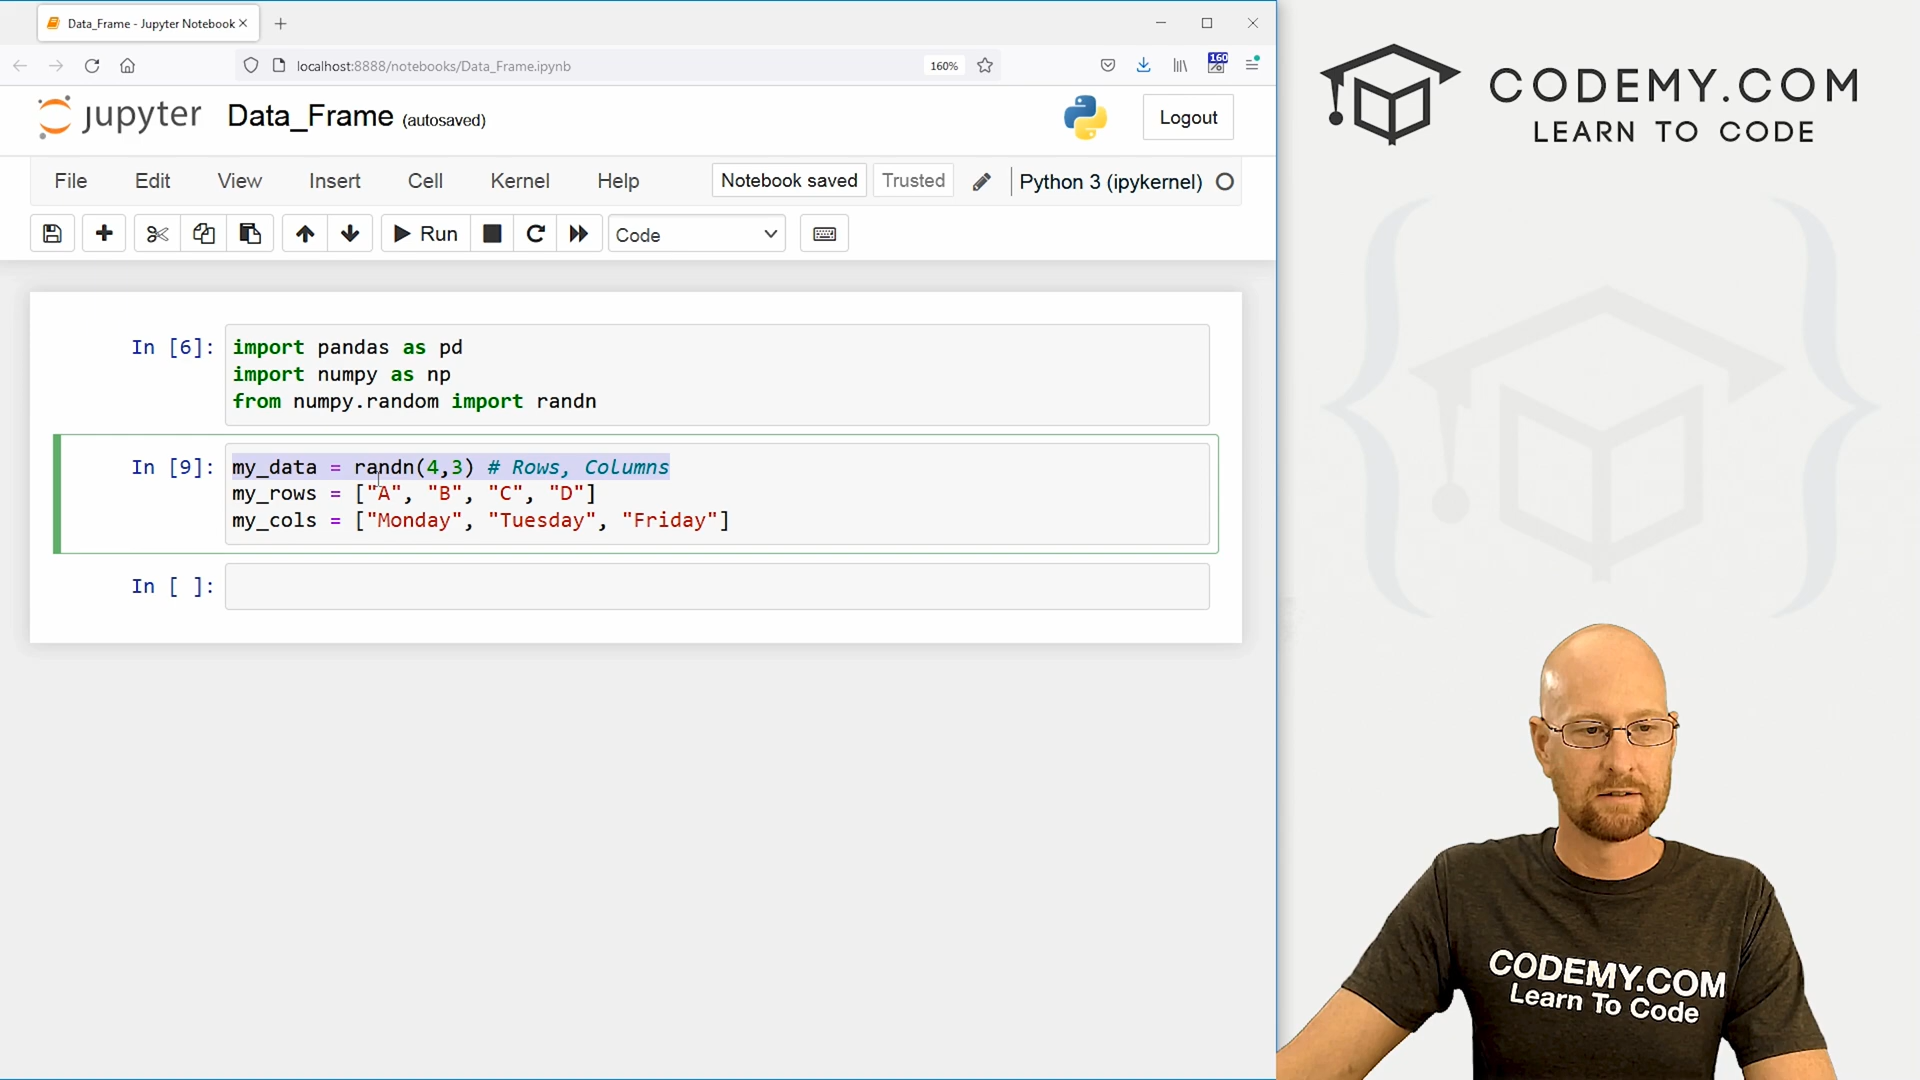 Data_Frame - Jupyter Notebook
localhost:8888/notebooks/Data_Frame.ipynb
160%
160
jupyter Data_Frame (autosaved)
Logout
File Edit View Insert Cell Kernel Help
Notebook saved
Trusted
Python 3 (ipykernel)
Run
Code
In [6]:
import pandas as pd
import numpy as np
from numpy.random import randn
In [9]:
my_data = randn(4,3) # Rows, Columns
my_rows = ["A", "B", "C", "D"]
my_cols = ["Monday", "Tuesday", "Friday"]
In [ ]:
CODEMY.COM
LEARN TO CODE
CODEMY.COM
Learn To Code